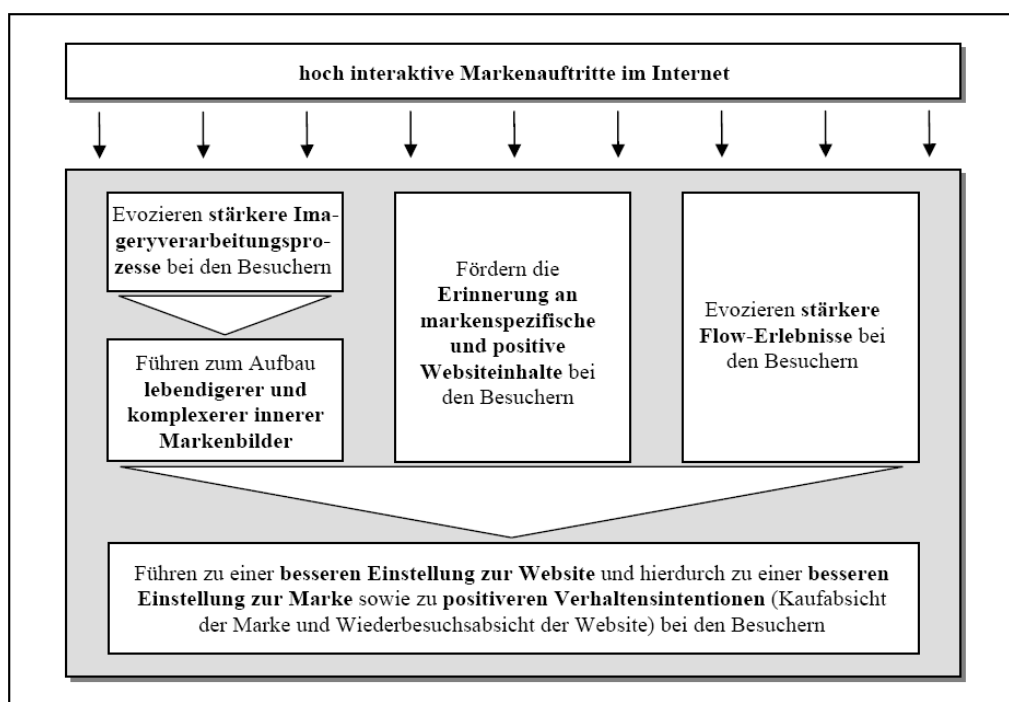 hoch interaktive Markenauftritte im Internet
Evozieren stärkere Ima-
geryverarbeitungspro-
zesse bei den Besuchern
Führen zum Aufbau
lebendigerer und
komplexerer innerer
Markenbilder
Fördern die
Erinnerung an
markenspezifische
und positive
Websiteinhalte bei
den Besuchern
Evozieren stärkere
Flow-Erlebnisse bei
den Besuchern
Führen zu einer besseren Einstellung zur Website und hierdurch zu einer besseren
Einstellung zur Marke sowie zu positiveren Verhaltensintentionen (Kaufabsicht
der Marke und Wiederbesuchsabsicht der Website) bei den Besuchern